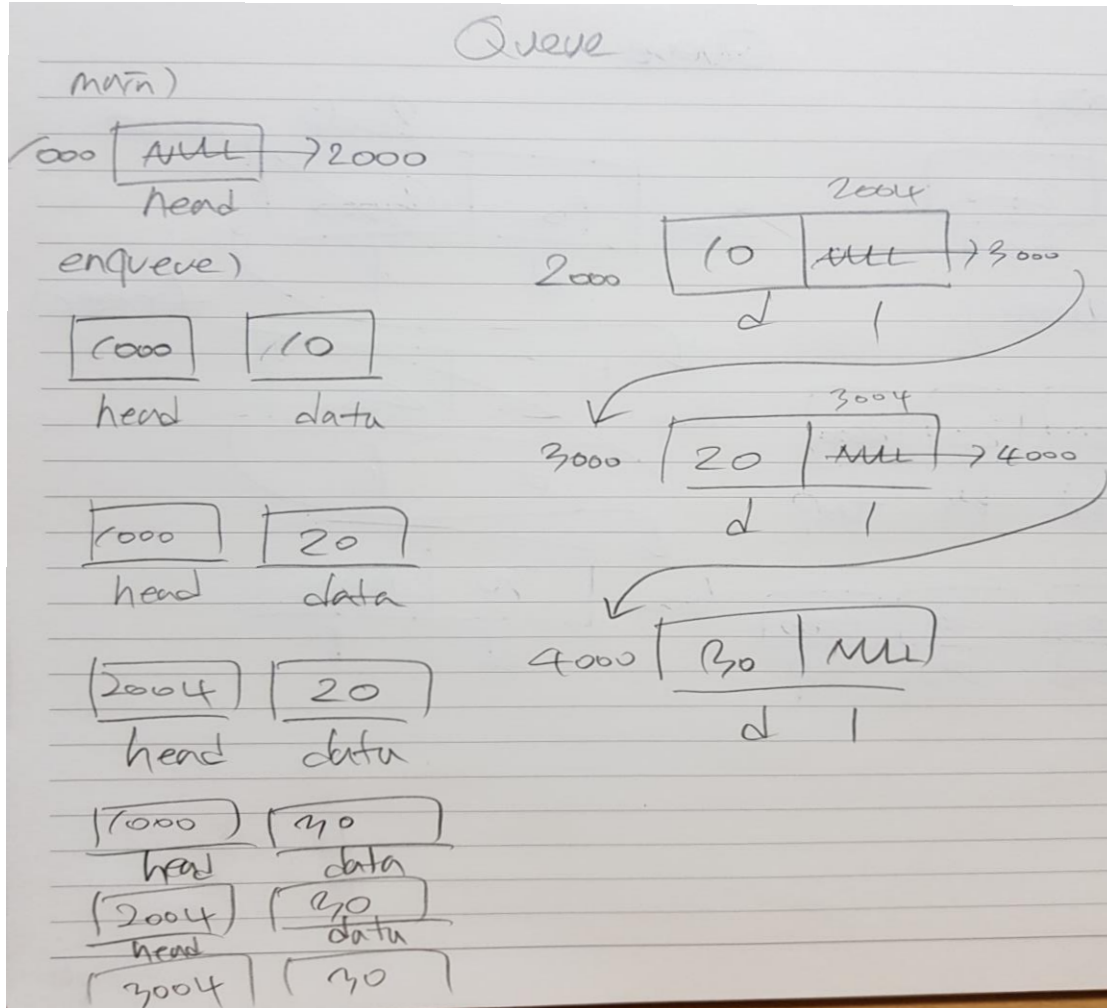 Queue
main)
1000 NULL → 2000
head
enqueue)
1000 10
head data
1000 20
head data
2004 20
head data
1000 30
head data
2004 30
head data
3004 30
2004
2000 10 NULL → 3000
d l
3004
3000 20 NULL → 4000
d l
4000 30 NULL
d l